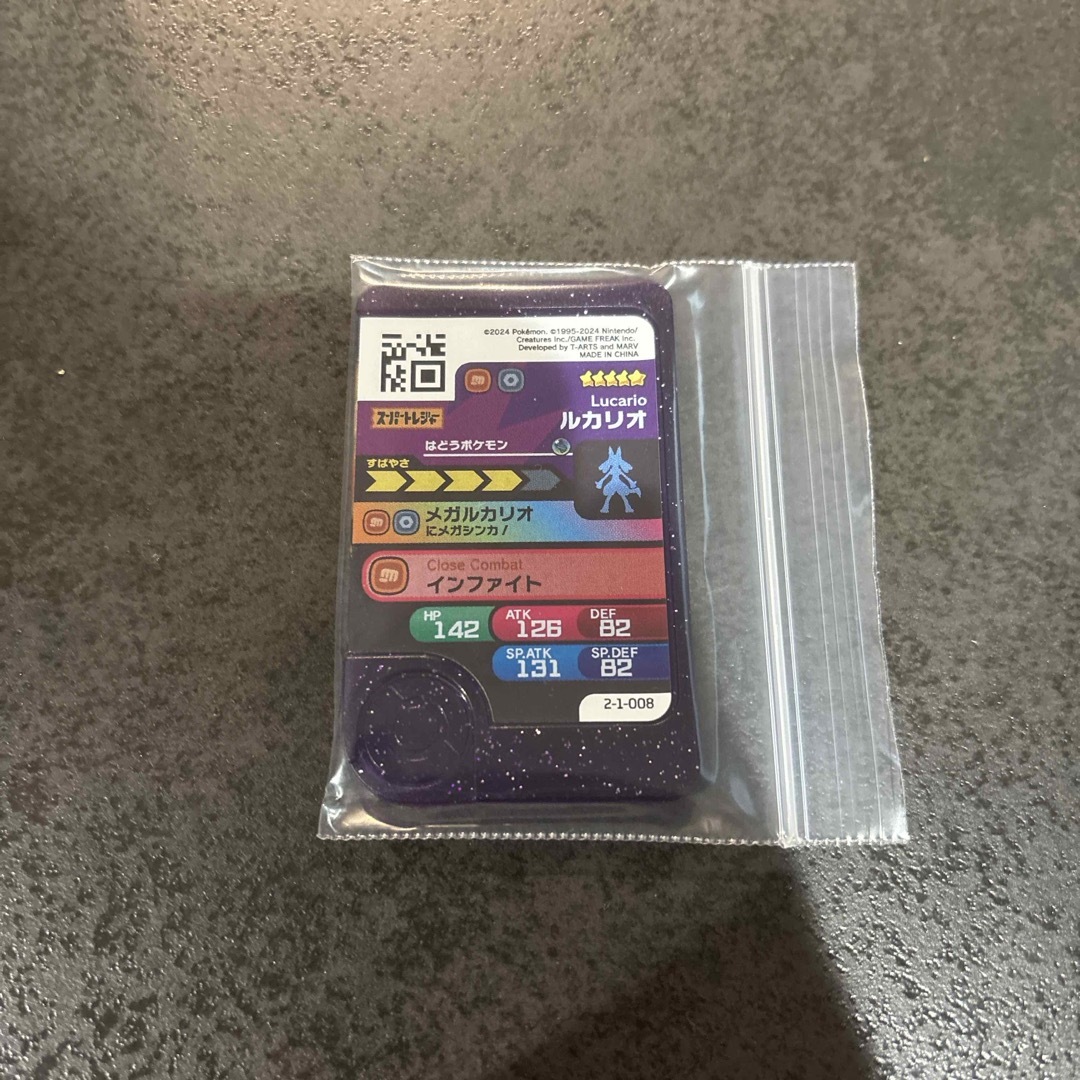 ©2024 Pokémon. ©1995-2024 Nintendo/
Creatures Inc./GAME FREAK Inc.
Developed by T-ARTS and MARV
MADE IN CHINA
Lucario
ルカリオ
スーパートレジャー
はどうポケモン
すばやさ
メガルカリオ
にメガシンカ!
Close Combat
インファイト
HP 142
ATK 126
DEF 82
SP.ATK 131
SP.DEF 82
2-1-008